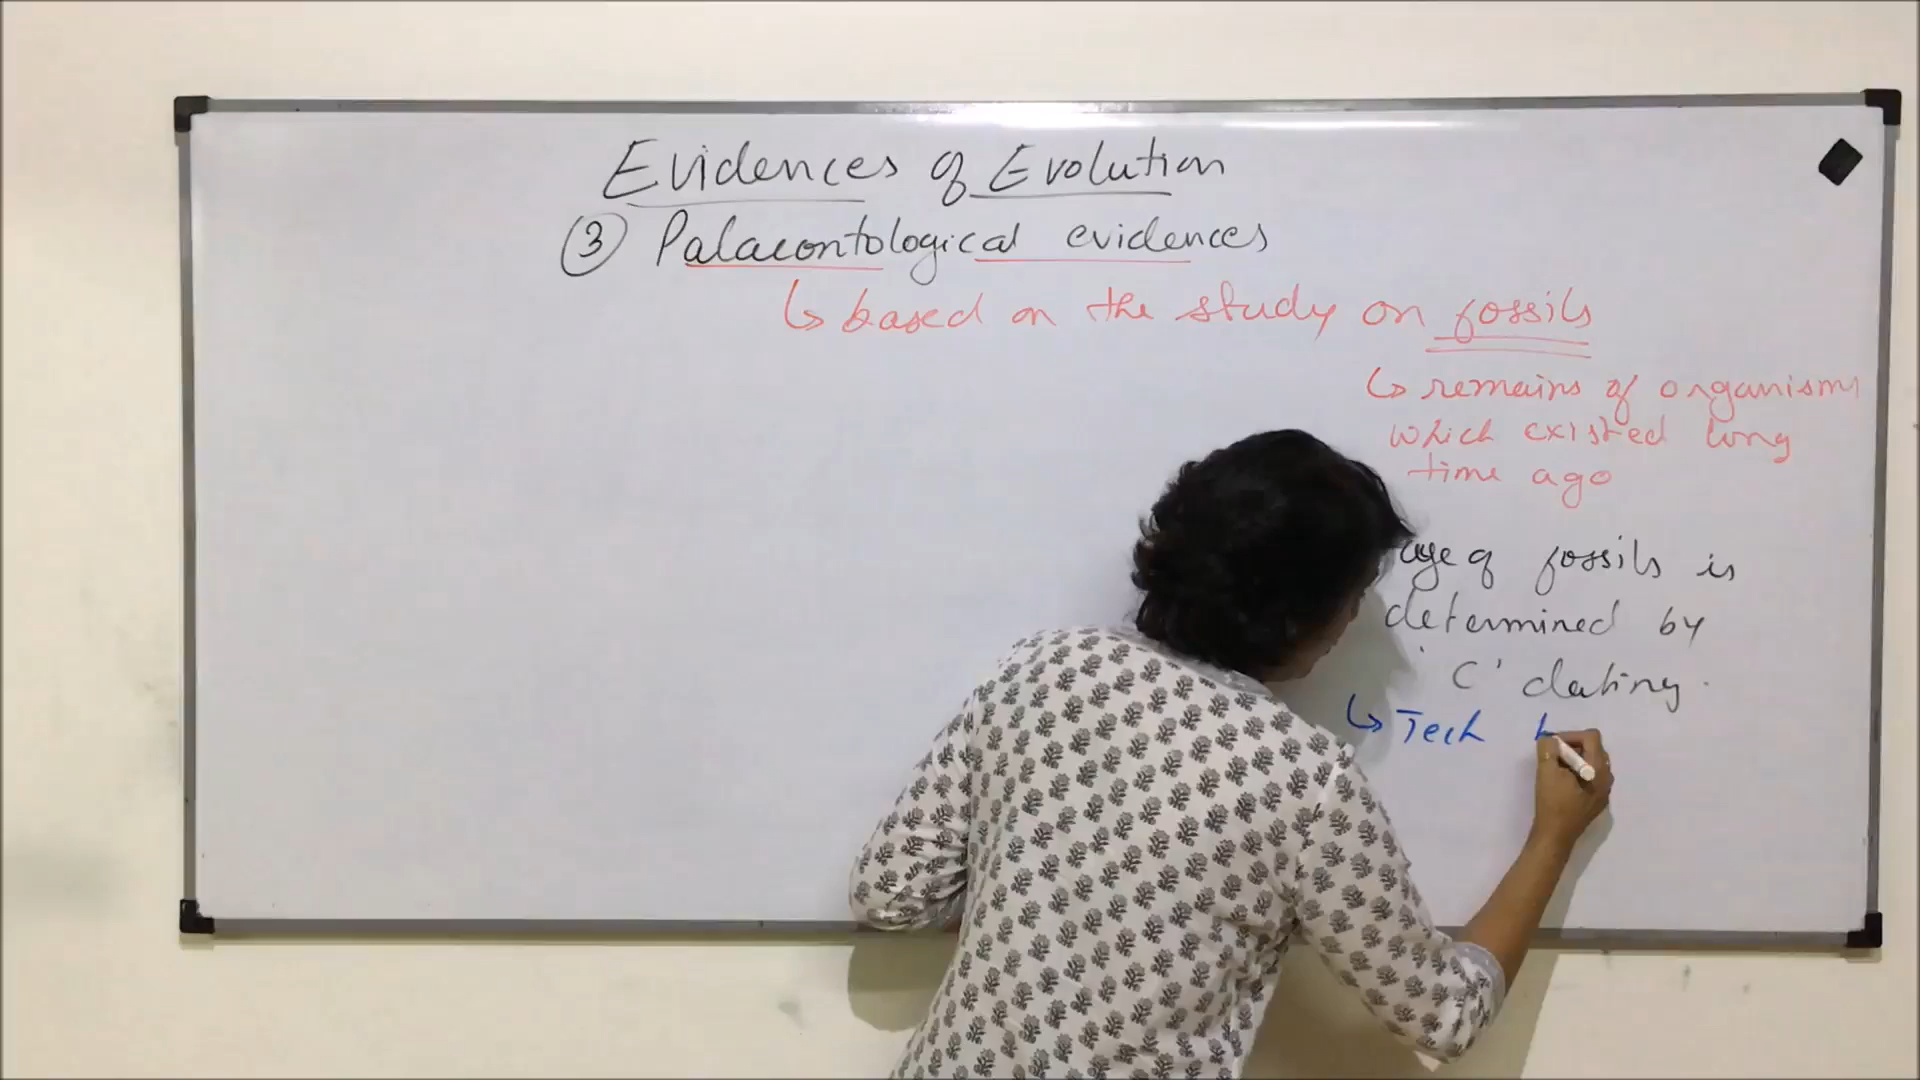 Evidences of Evolution
③ Palaeontological evidences
↳ based on the study on fossils
↳ remains of organisms
which existed long
time ago
age of fossils is
determined by
'C' dating.
↳ Tech